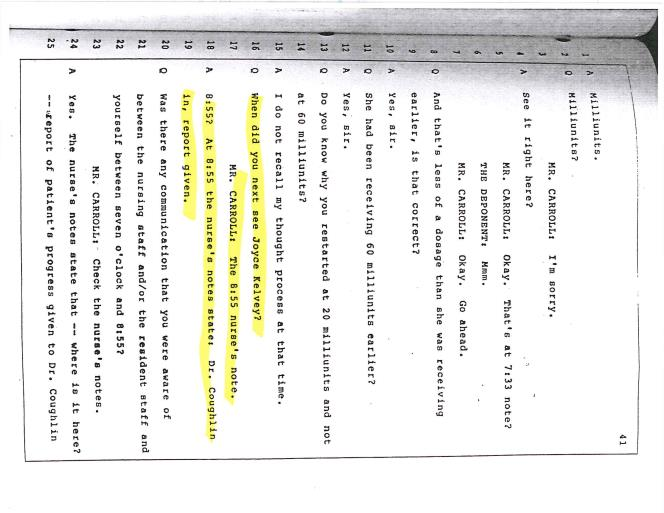 41
1 A Milliunits.
2 Q Milliunits?
3 MR. CARROLL: I'm sorry.
4 A See it right here?
5 MR. CARROLL: Okay. That's at 7:33 note?
6 THE DEPONENT: Hmm.
7 MR. CARROLL: Okay. Go ahead.
8 Q And that's less of a dosage than she was receiving
9 earlier, is that correct?
10 A Yes, sir.
11 Q She had been receiving 60 milliunits earlier?
12 A Yes, sir.
13 Q Do you know why you restarted at 20 milliunits and not
14 at 60 milliunits?
15 A I do not recall my thought process at that time.
16 Q When did you next see Joyce Kelvey?
17 MR. CARROLL: The 8:55 nurse's note.
18 A 8:55? At 8:55 the nurse's notes state: Dr. Coughlin
19 in, report given.
20 Q Was there any communication that you were aware of
21 between the nursing staff and/or the resident staff and
22 yourself between seven o'clock and 8:55?
23 MR. CARROLL: Check the nurse's notes.
24 A Yes. The nurse's notes state that -- where is it here?
25 -- report of patient's progress given to Dr. Coughlin